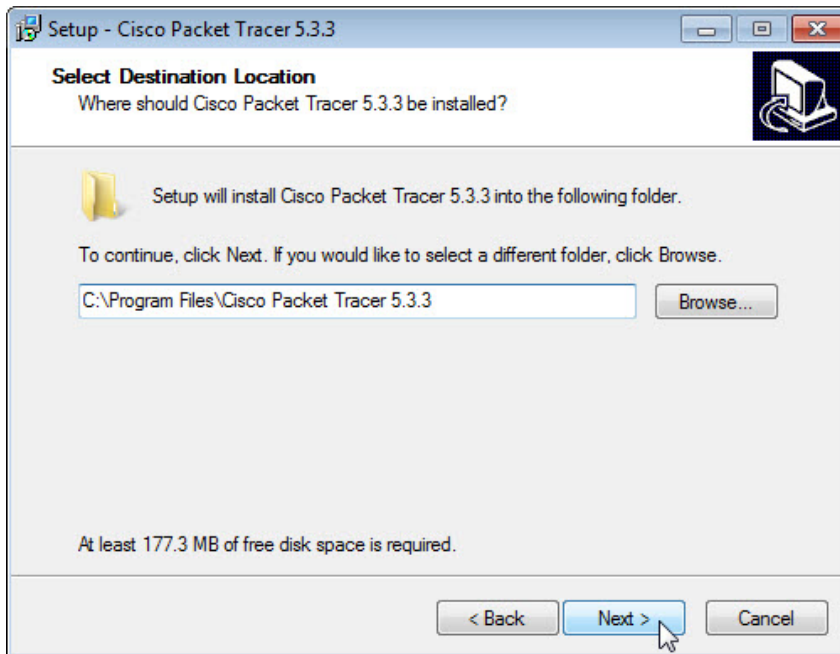 Setup - Cisco Packet Tracer 5.3.3
Select Destination Location
Where should Cisco Packet Tracer 5.3.3 be installed?
Setup will install Cisco Packet Tracer 5.3.3 into the following folder.
To continue, click Next. If you would like to select a different folder, click Browse.
C:\Program Files\Cisco Packet Tracer 5.3.3
Browse...
At least 177.3 MB of free disk space is required.
< Back
Next >
Cancel